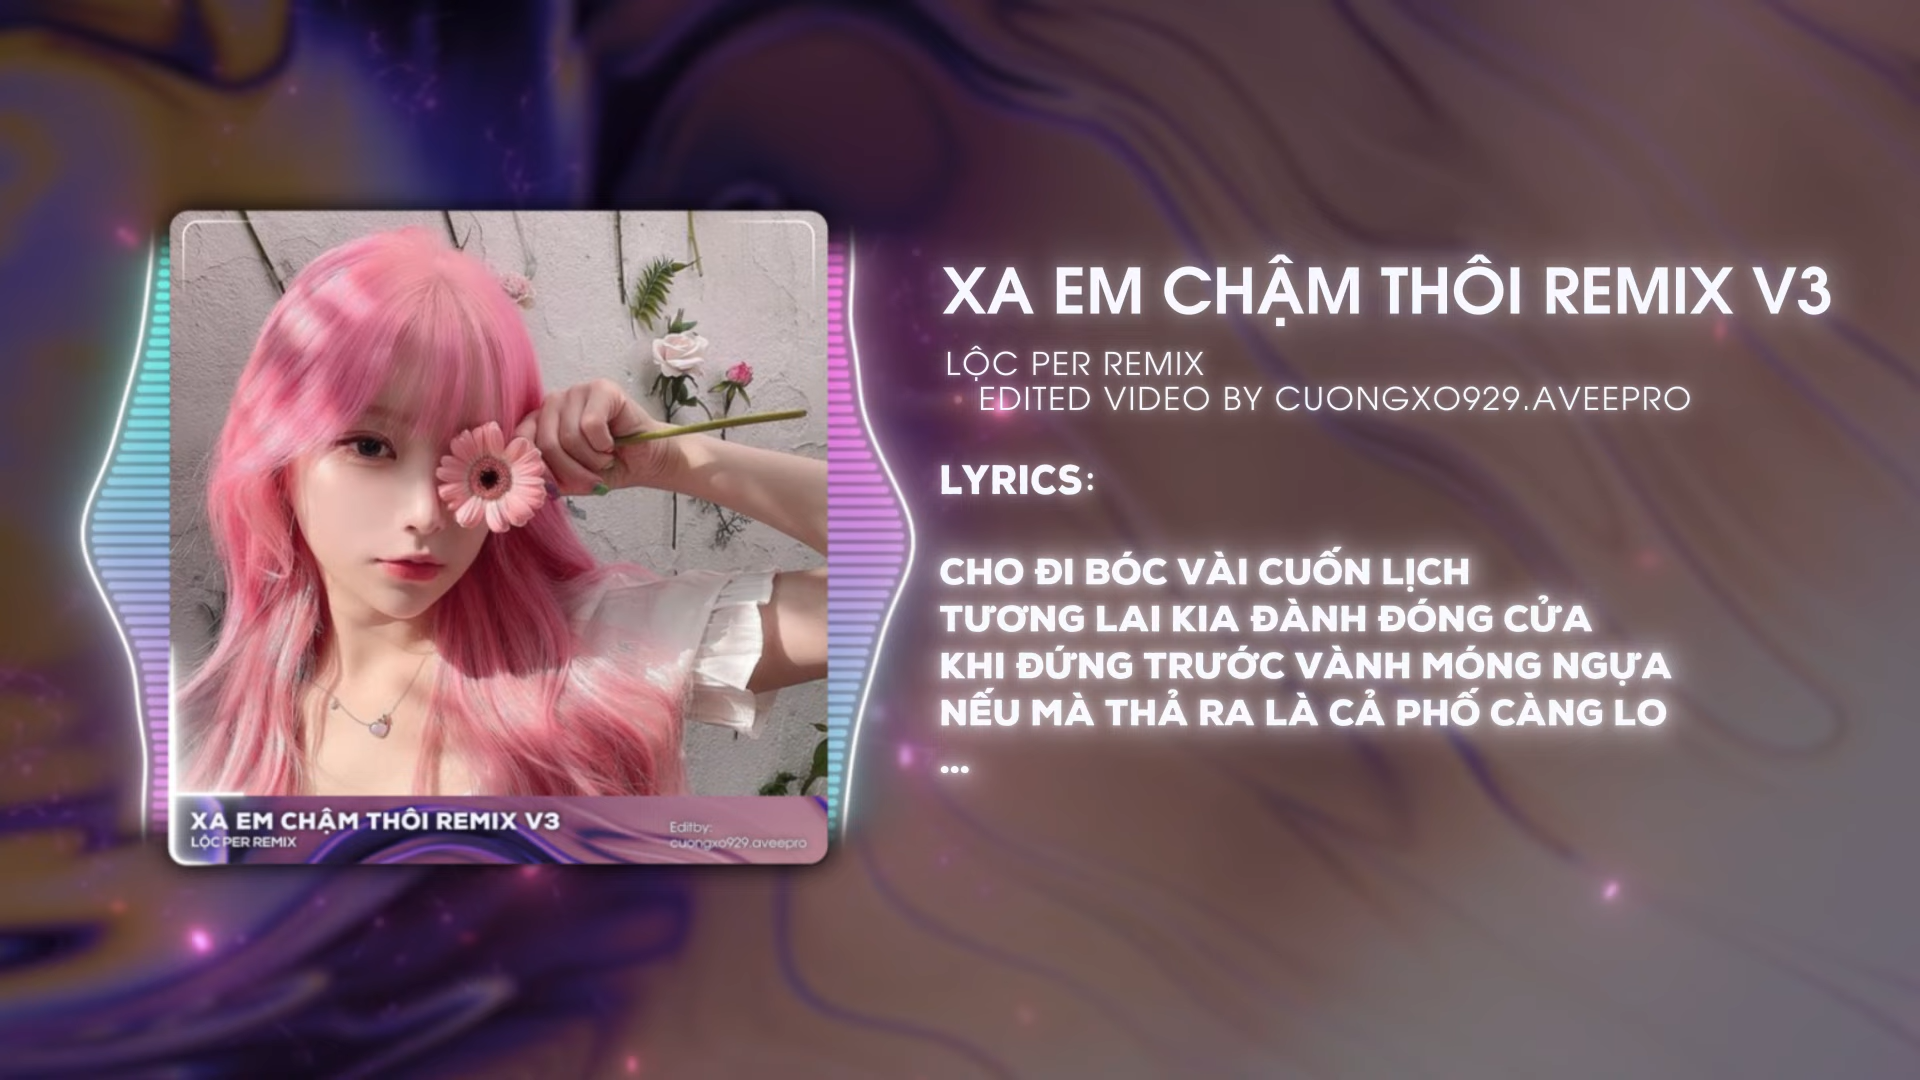 XA EM CHẬM THÔI REMIX V3
LỘC PER REMIX
EDITED VIDEO BY CUONGXO929.AVEEPRO
LYRICS:
CHO ĐI BÓC VÀI CUỐN LỊCH
TƯƠNG LAI KIA ĐÀNH ĐÓNG CỬA
KHI ĐỨNG TRƯỚC VÀNH MÓNG NGỰA
NẾU MÀ THẢ RA LÀ CẢ PHỐ CÀNG LO
...
XA EM CHẬM THÔI REMIX V3
LỘC PER REMIX
Editby:
cuongxo929.aveepro